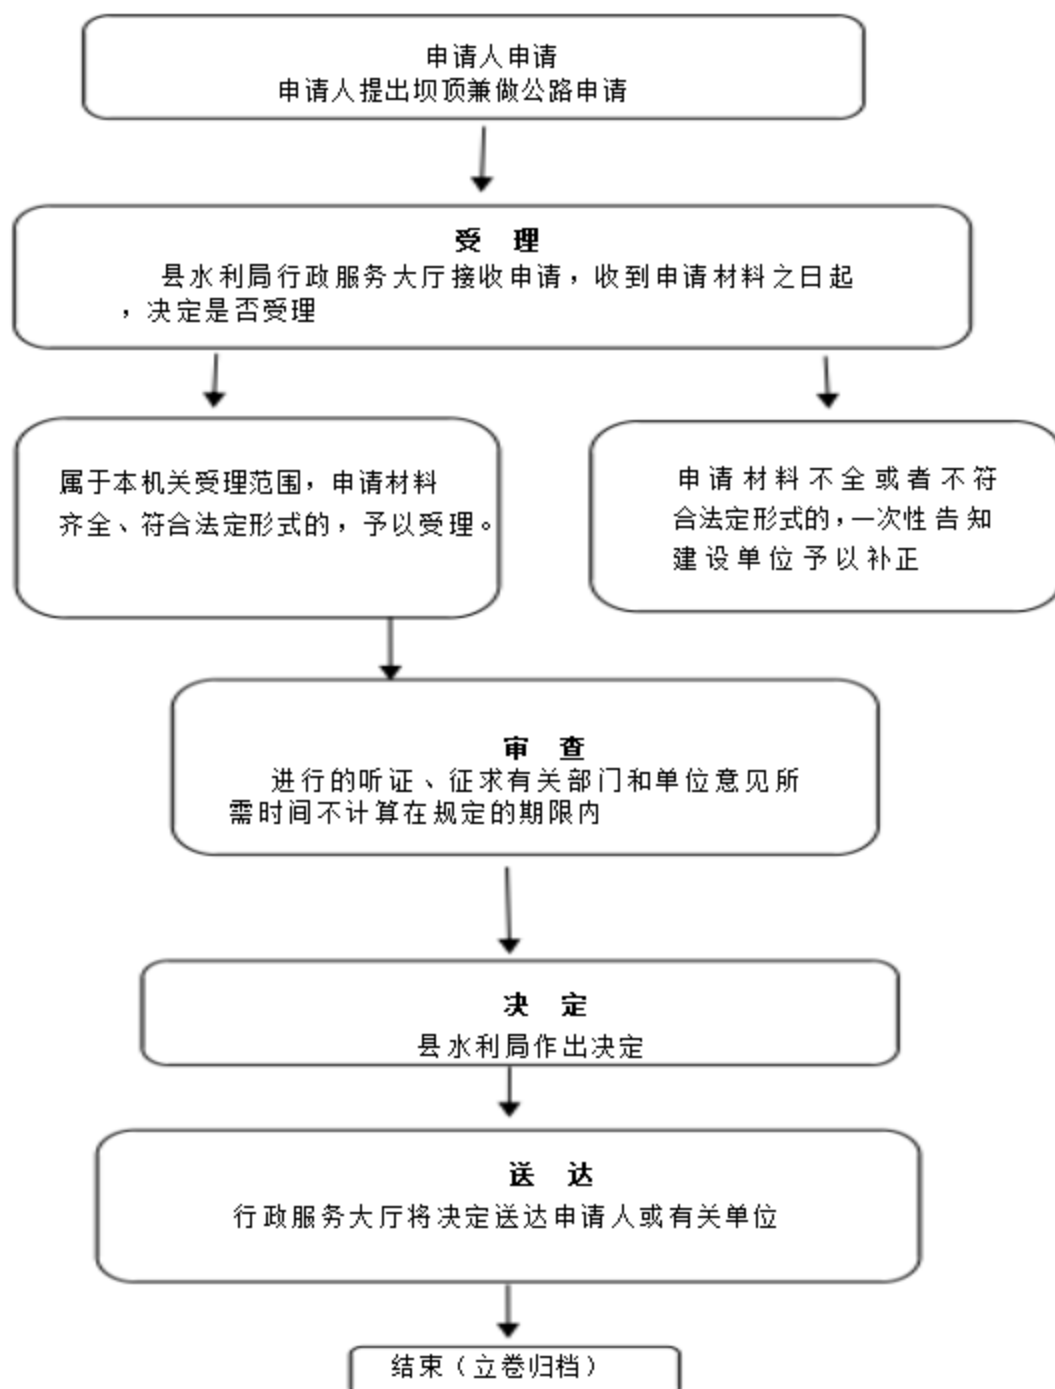 申请人申请
申请人提出坝顶兼做公路申请
受 理
县水利局行政服务大厅接收申请，收到申请材料之日起
，决定是否受理
属于本机关受理范围，申请材料
齐全、符合法定形式的，予以受理。
申请材料不全或者不符
合法定形式的，一次性告知
建设单位予以补正
审 查
进行的听证、征求有关部门和单位意见所
需时间不计算在规定的期限内
决 定
县水利局作出决定
送 达
行政服务大厅将决定送达申请人或有关单位
结束（立卷归档）